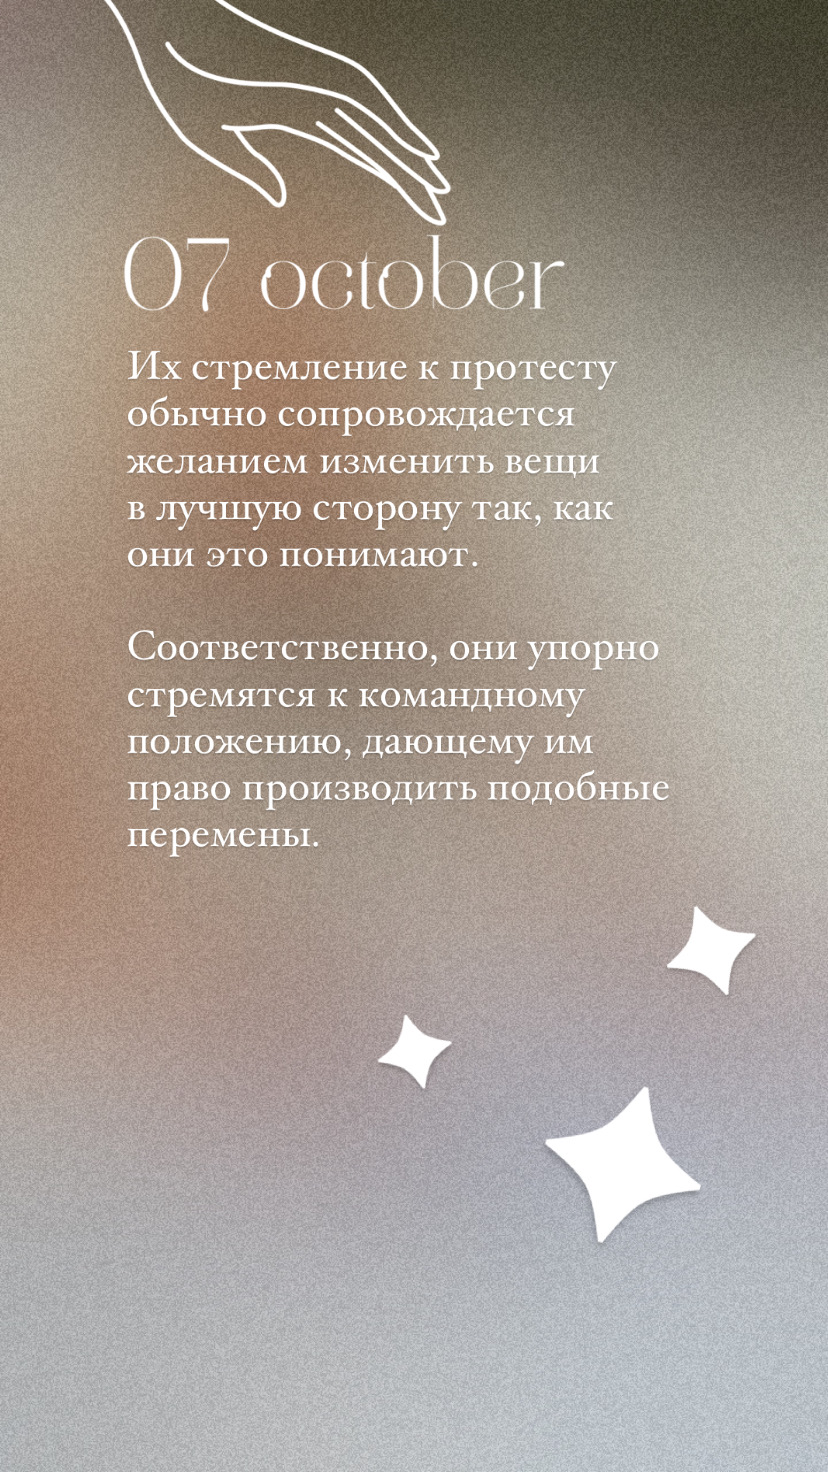 07 october
Их стремление к протесту
обычно сопровождается
желанием изменить вещи
в лучшую сторону так, как
они это понимают.
Соответственно, они упорно
стремятся к командному
положению, дающему им
право производить подобные
перемены.